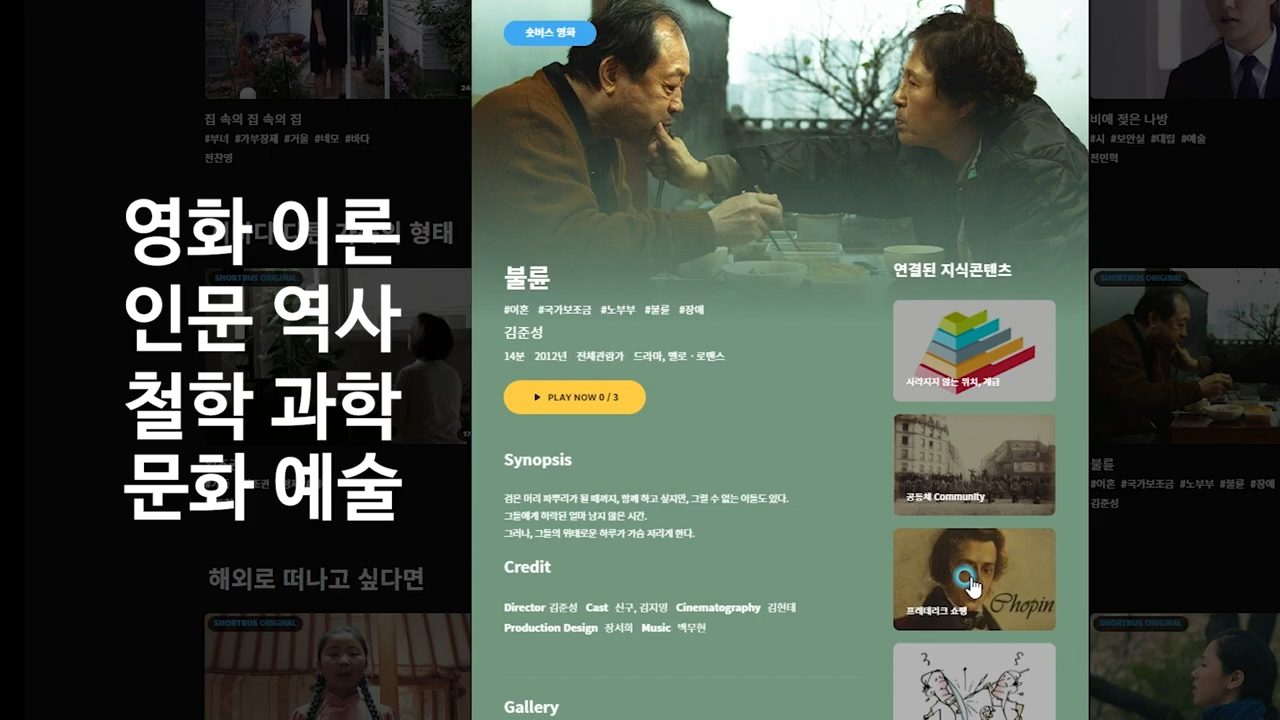 집 속의 집 속의 집
#부녀 #가부장제 #거울 #네모 #바다
전찬영
영화 이론
인문 역사
철학 과학
문화 예술
형태
SHORTBUS ORIGINAL
해외로 떠나고 싶다면
SHORTBUS ORIGINAL
숏버스 영화
불륜
#이혼 #국가보조금 #노부부 #불륜 #장애
김준성
14분 2012년 전체관람가 드라마, 멜로・로맨스
PLAY NOW 0 / 3
Synopsis
검은 머리 파뿌리가 될 때까지, 함께 하고 싶지만, 그럴 수 없는 이들도 있다.
그들에게 허락된 얼마 남지 않은 시간.
그러나, 그들의 위태로운 하루가 가슴 저리게 한다.
Credit
Director 김준성 Cast 신구, 김지영 Cinematography 김현태
Production Design 장서희 Music 백무현
Gallery
연결된 지식콘텐츠
사라지지 않는 위치, 계급
공동체 Community
프레데리크 쇼팽
Chopin
비에 젖은 나방
#시 #보안실 #대립 #예술
전민혁
SHORTBUS ORIGINAL
불륜
#이혼 #국가보조금 #노부부 #불륜 #장애
김준성
SHORTBUS ORIGINAL